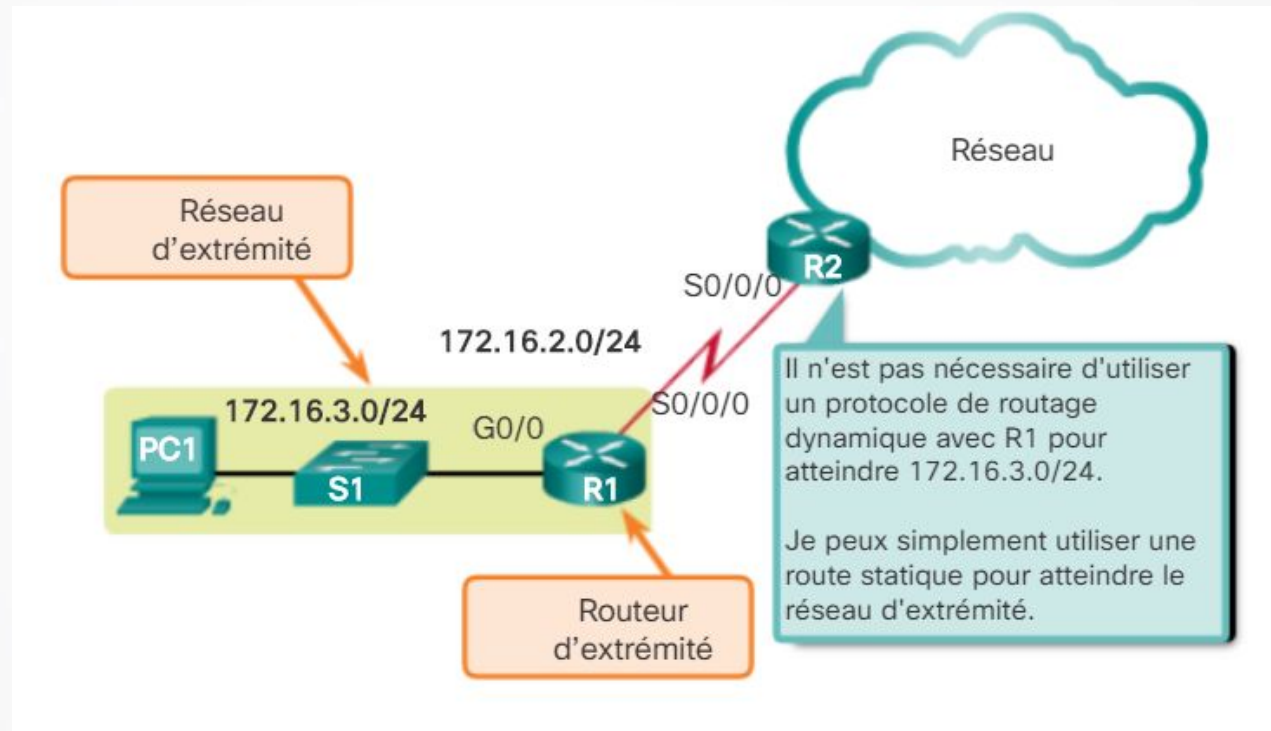 Réseau
Réseau
d'extrémité
R2
S0/0/0
172.16.2.0/24
172.16.3.0/24
G0/0
S0/0/0
PC1
S1
R1
Il n'est pas nécessaire d'utiliser
un protocole de routage
dynamique avec R1 pour
atteindre 172.16.3.0/24.
Je peux simplement utiliser une
route statique pour atteindre le
réseau d'extrémité.
Routeur
d'extrémité